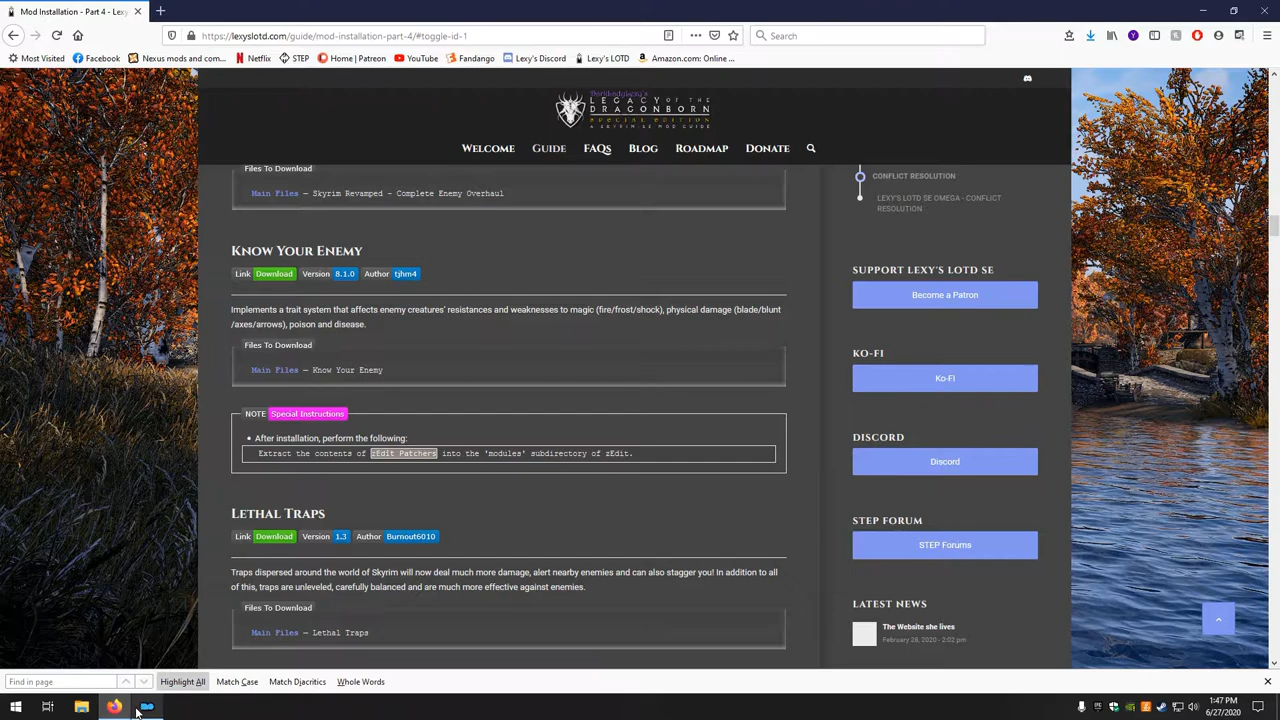 Mod Installation - Part 4 - Lexy
https://lexyslotd.com/guide/mod-installation-part-4/#toggle-id-1
Search
Most Visited
Facebook
Nexus mods and com...
Netflix
STEP
Home | Patreon
YouTube
Fandango
Lexy's Discord
Lexy's LOTD
Amazon.com: Online ...
LEGACY OF THE
DRAGONBORN
SPECIAL EDITION
A SKYRIM SE MOD GUIDE
WELCOME GUIDE FAQS BLOG ROADMAP DONATE
Files To Download
Main Files – Skyrim Revamped - Complete Enemy Overhaul
CONFLICT RESOLUTION
LEXY'S LOTD SE OMEGA - CONFLICT
RESOLUTION
KNOW YOUR ENEMY
Link Download Version 8.1.0 Author tjhm4
Implements a trait system that affects enemy creatures' resistances and weaknesses to magic (fire/frost/shock), physical damage (blade/blunt
/axes/arrows), poison and disease.
Files To Download
Main Files – Know Your Enemy
NOTE Special Instructions
• After installation, perform the following:
Extract the contents of zEdit Patchers into the 'modules' subdirectory of zEdit.
LETHAL TRAPS
Link Download Version 1.3 Author Burnout6010
Traps dispersed around the world of Skyrim will now deal much more damage, alert nearby enemies and can also stagger you! In addition to all
of this, traps are unleveled, carefully balanced and are much more effective against enemies.
Files To Download
Main Files – Lethal Traps
SUPPORT LEXY'S LOTD SE
Become a Patron
KO-FI
Ko-FI
DISCORD
Discord
STEP FORUM
STEP Forums
LATEST NEWS
The Website she lives
February 28, 2020 - 2:02 pm
Find in page
Highlight All
Match Case
Match Diacritics
Whole Words
1:47 PM
6/27/2020